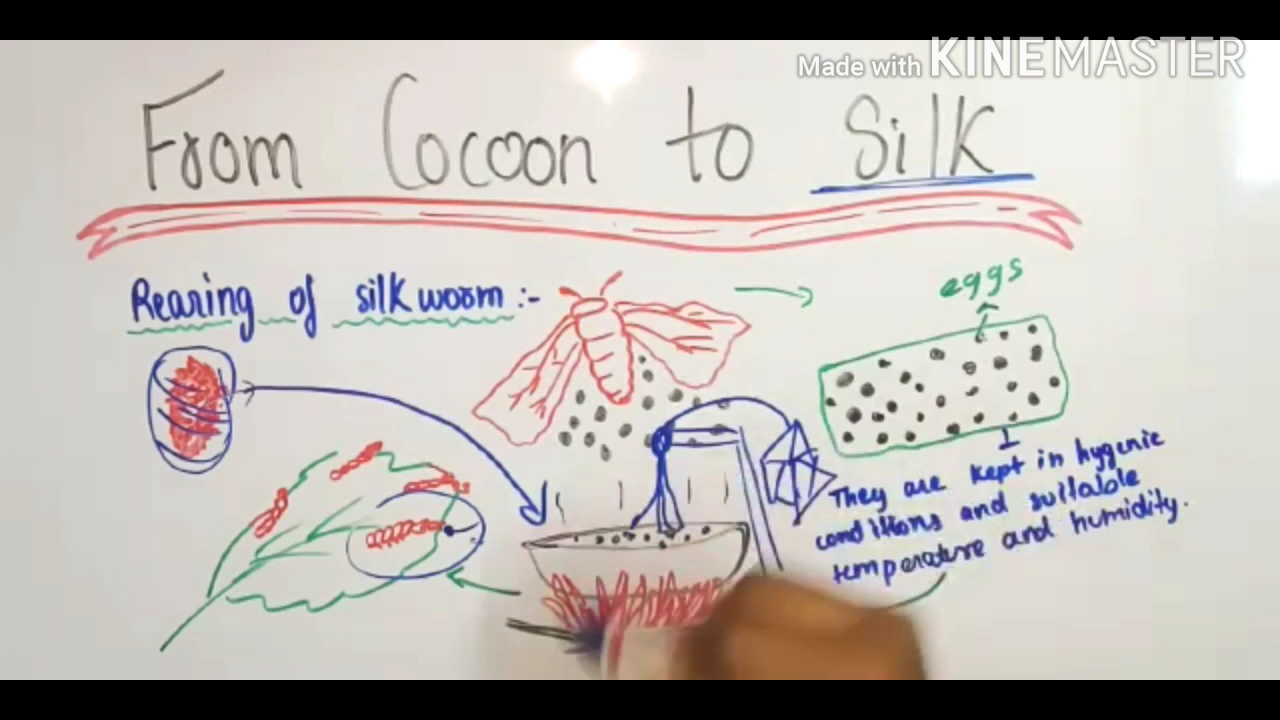 Made with KINEMASTER
From Cocoon to Silk
Rearing of silkworm :-
eggs
They are kept in hygenic
conditions and suitable
temperature and humidity.